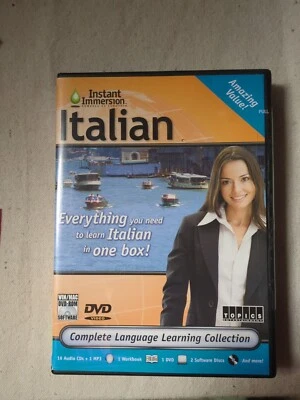 Instant
Immersion
Italian
Amazing
Value!
FULL
Everything you need
to learn Italian
in one box!
WIN/MAC
DVD-ROM
SOFTWARE
DVD
VIDEO
TOPICS
Complete Language Learning Collection
1 Workbook
1 DVD
2 Software Discs
And more!